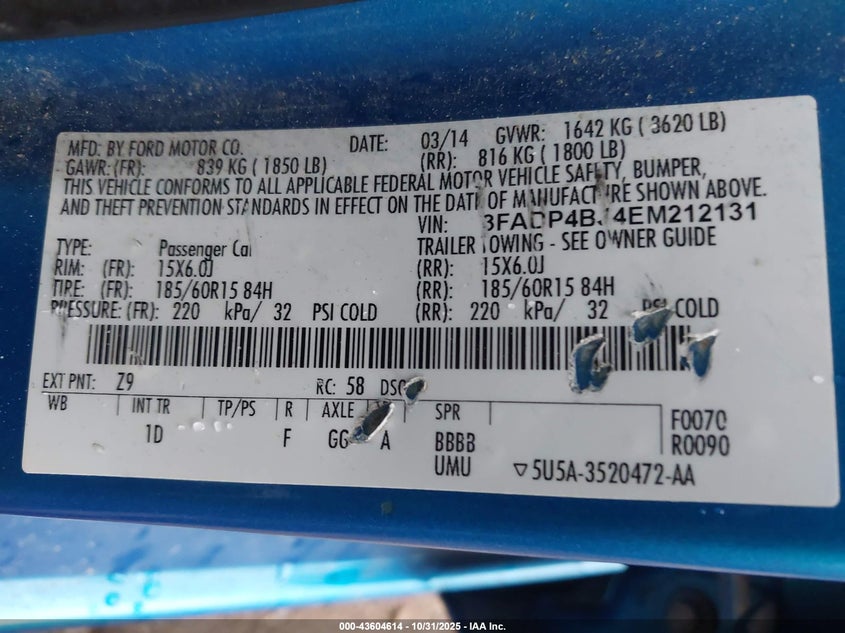 MFD. BY FORD MOTOR CO. DATE: 03/14 GVWR: 1642 KG ( 3620 LB)
GAWR: (FR): 839 KG ( 1850 LB) (RR): 816 KG ( 1800 LB)
THIS VEHICLE CONFORMS TO ALL APPLICABLE FEDERAL MOTOR VEHICLE SAFETY, BUMPER,
AND THEFT PREVENTION STANDARDS IN EFFECT ON THE DATE OF MANUFACTURE SHOWN ABOVE.
VIN:
TYPE: Passenger Car TRAILER TOWING - SEE OWNER GUIDE
RIM: (FR): 15X6.0J (RR): 15X6.0J
TIRE: (FR): 185/60R15 84H (RR): 185/60R15 84H
PRESSURE: (FR): 220 kPa/ 32 PSI COLD (RR): 220 kPa/ 32 PSI COLD
EXT PNT: Z9 RC: 58
WB INT TR TP/PS R AXLE SPR
1D F GG A BBBB
UMU
F0070
R0090
▽5U5A-3520472-AA
000-43604614 - 10/31/2025 - IAA Inc.